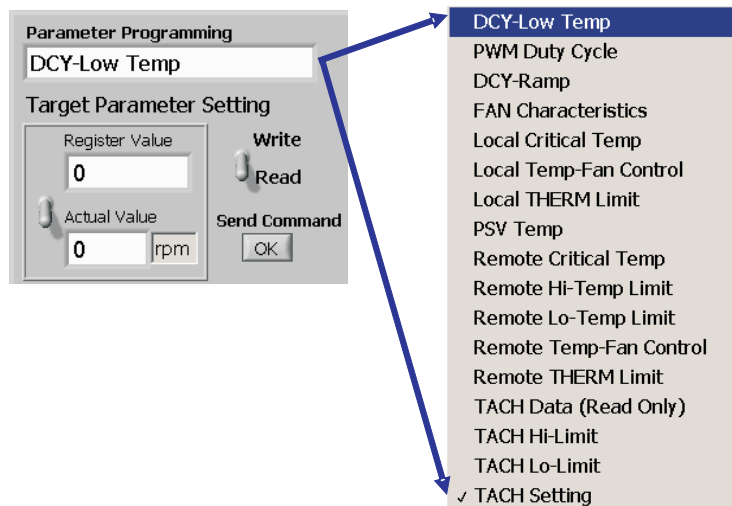 Parameter Programming
DCY-Low Temp
Target Parameter Setting
Register Value
0
Actual Value
0 rpm
Write
Read
Send Command
OK
DCY-Low Temp
PWM Duty Cycle
DCY-Ramp
FAN Characteristics
Local Critical Temp
Local Temp-Fan Control
Local THERM Limit
PSV Temp
Remote Critical Temp
Remote Hi-Temp Limit
Remote Lo-Temp Limit
Remote Temp-Fan Control
Remote THERM Limit
TACH Data (Read Only)
TACH Hi-Limit
TACH Lo-Limit
✓ TACH Setting